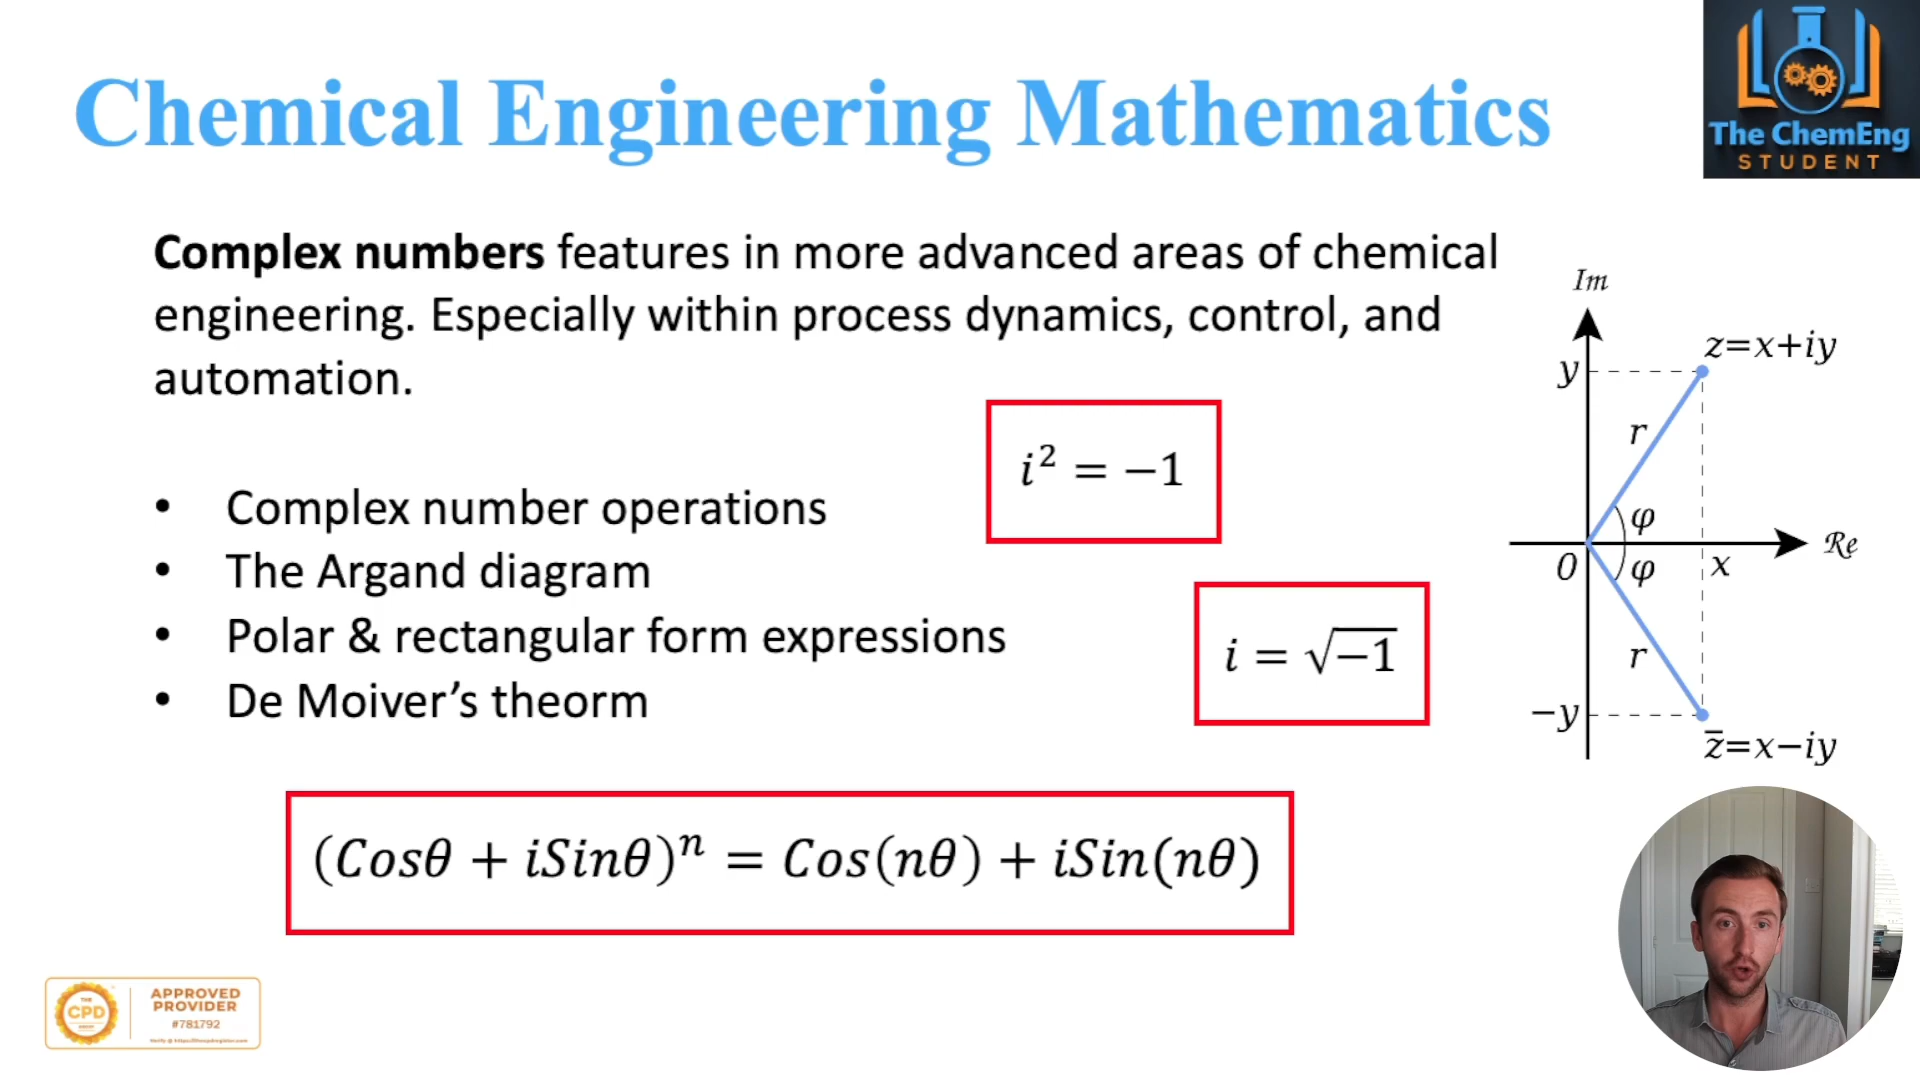 Chemical Engineering Mathematics
The ChemEng
STUDENT
Complex numbers features in more advanced areas of chemical
engineering. Especially within process dynamics, control, and
automation.
i² = −1
• Complex number operations
• The Argand diagram
• Polar & rectangular form expressions
• De Moiver’s theorm
i = √−1
(Cosθ + iSinθ)ⁿ = Cos(nθ) + iSin(nθ)
Im
z=x+iy
y
r
φ
Re
0
φ
x
r
−y
z̅=x−iy
THE
CPD
APPROVED
PROVIDER
#781792